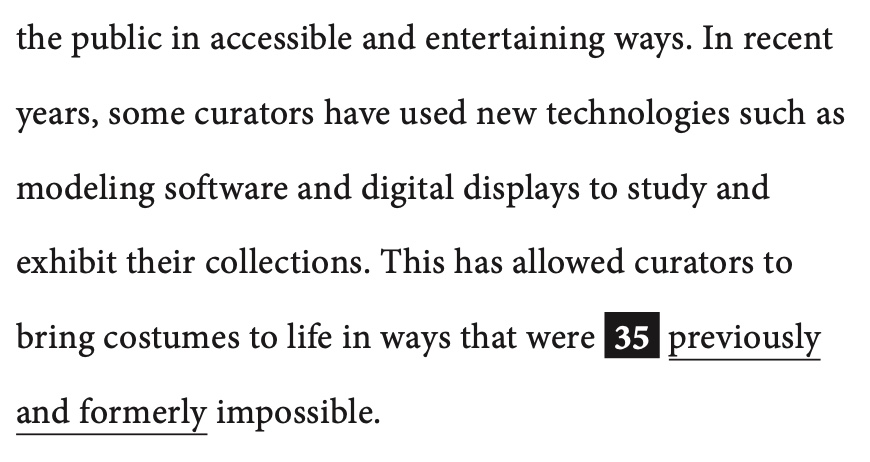 the public in accessible and entertaining ways. In recent
years, some curators have used new technologies such as
modeling software and digital displays to study and
exhibit their collections. This has allowed curators to
bring costumes to life in ways that were 35 previously
and formerly impossible.